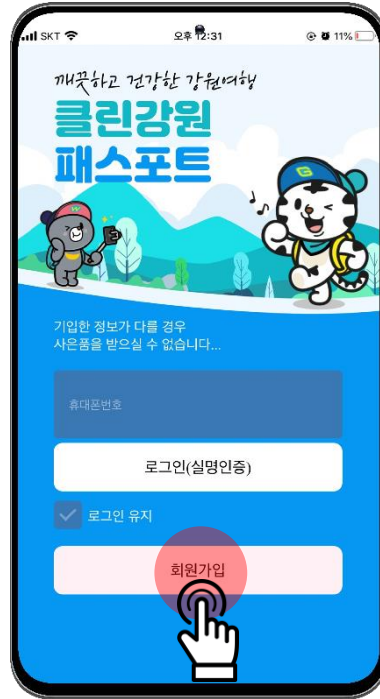 SKT 오후 12:31 11%
깨끗하고 건강한 강원여행
클린강원
패스포트
기입한 정보가 다를 경우
사은품을 받으실 수 없습니다...
휴대폰번호
로그인(실명인증)
로그인 유지
회원가입